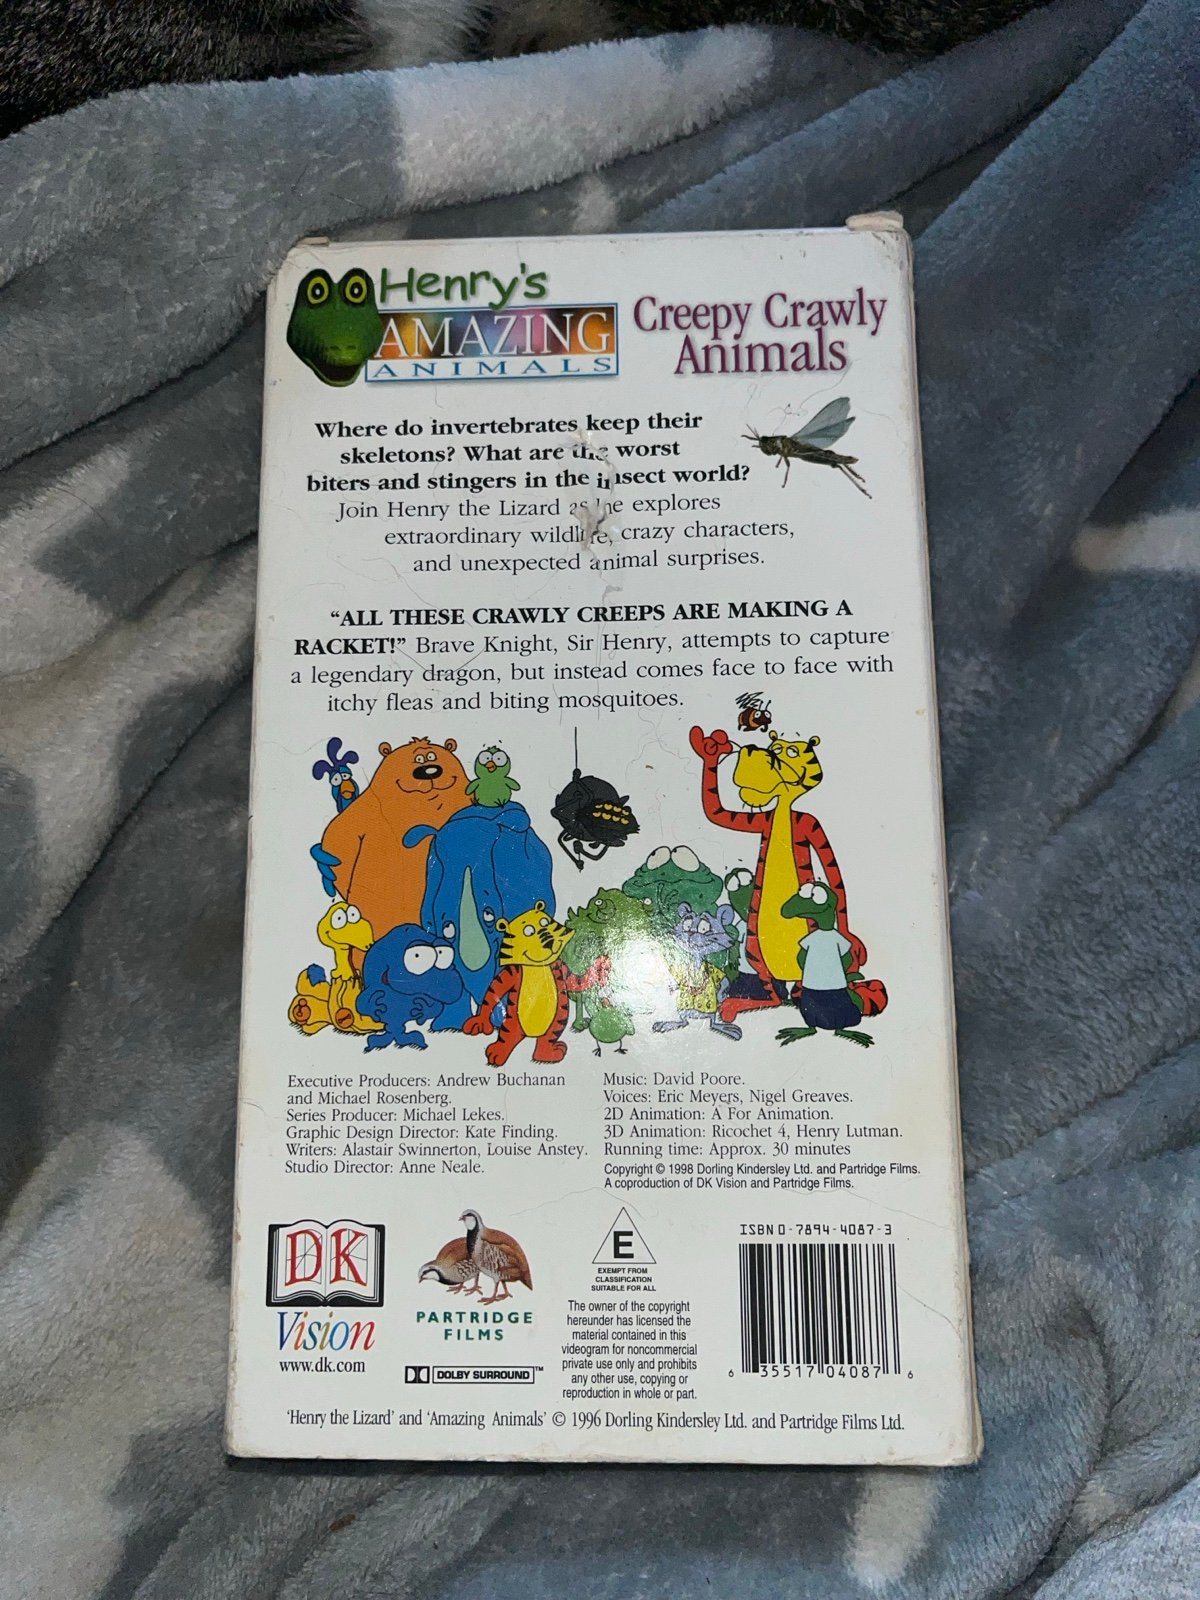 Henry's
AMAZING
ANIMALS
Creepy Crawly
Animals
Where do invertebrates keep their
skeletons? What are the worst
biters and stingers in the insect world?
Join Henry the Lizard as he explores
extraordinary wildlife, crazy characters,
and unexpected animal surprises.
"ALL THESE CRAWLY CREEPS ARE MAKING A
RACKET!" Brave Knight, Sir Henry, attempts to capture
a legendary dragon, but instead comes face to face with
itchy fleas and biting mosquitoes.
Executive Producers: Andrew Buchanan
and Michael Rosenberg.
Series Producer: Michael Lekes.
Graphic Design Director: Kate Finding.
Writers: Alastair Swinnerton, Louise Anstey.
Studio Director: Anne Neale.
Music: David Poore.
Voices: Eric Meyers, Nigel Greaves.
2D Animation: A For Animation.
3D Animation: Ricochet 4, Henry Lutman.
Running time: Approx. 30 minutes
Copyright © 1998 Dorling Kindersley Ltd. and Partridge Films.
A coproduction of DK Vision and Partridge Films.
DK
Vision
www.dk.com
PARTRIDGE
FILMS
DOLBY SURROUND™
E
EXEMPT FROM
CLASSIFICATION
SUITABLE FOR ALL
The owner of the copyright
hereunder has licensed the
material contained in this
videogram for noncommercial
private use only and prohibits
any other use, copying or
reproduction in whole or part.
ISBN 0-7894-4087-3
6 35517 04087 6
'Henry the Lizard' and 'Amazing Animals' © 1996 Dorling Kindersley Ltd. and Partridge Films Ltd.